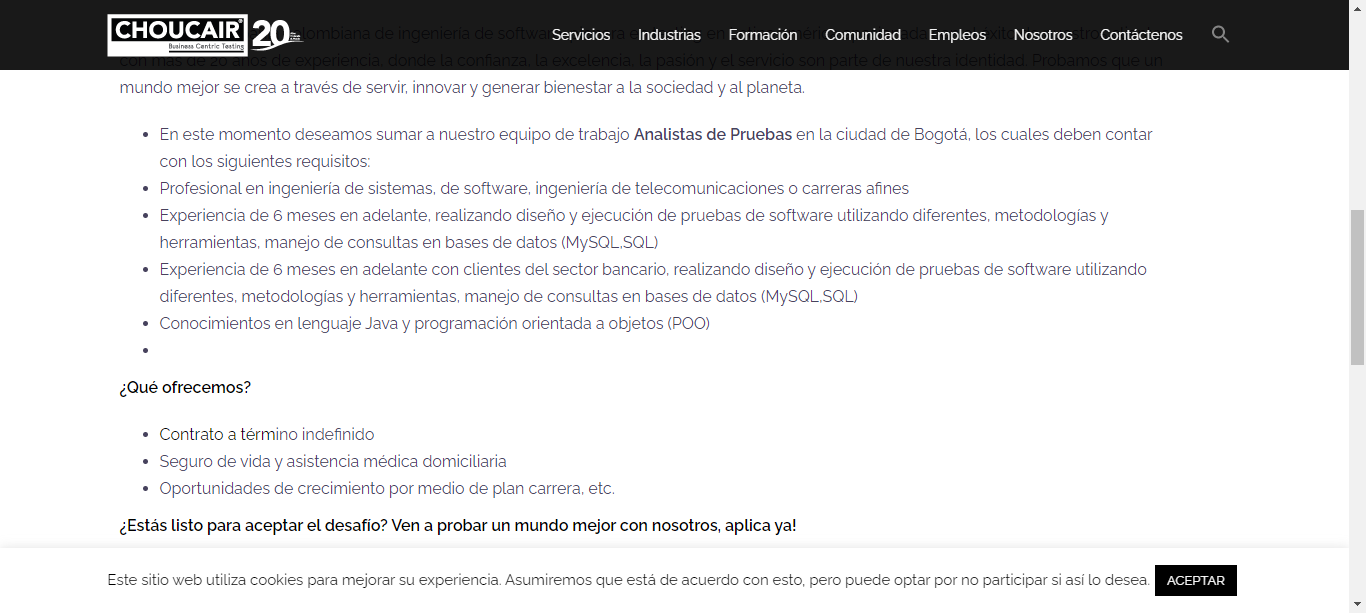 CHOUCAIR
Business Centric Testing
20
Servicios Industrias Formación Comunidad Empleos Nosotros Contáctenos
con más de 20 años de experiencia, donde la confianza, la excelencia, la pasión y el servicio son parte de nuestra identidad. Probamos que un
mundo mejor se crea a través de servir, innovar y generar bienestar a la sociedad y al planeta.
• En este momento deseamos sumar a nuestro equipo de trabajo Analistas de Pruebas en la ciudad de Bogotá, los cuales deben contar
con los siguientes requisitos:
• Profesional en ingeniería de sistemas, de software, ingeniería de telecomunicaciones o carreras afines
• Experiencia de 6 meses en adelante, realizando diseño y ejecución de pruebas de software utilizando diferentes, metodologías y
herramientas, manejo de consultas en bases de datos (MySQL,SQL)
• Experiencia de 6 meses en adelante con clientes del sector bancario, realizando diseño y ejecución de pruebas de software utilizando
diferentes, metodologías y herramientas, manejo de consultas en bases de datos (MySQL,SQL)
• Conocimientos en lenguaje Java y programación orientada a objetos (POO)
•
¿Qué ofrecemos?
• Contrato a término indefinido
• Seguro de vida y asistencia médica domiciliaria
• Oportunidades de crecimiento por medio de plan carrera, etc.
¿Estás listo para aceptar el desafío? Ven a probar un mundo mejor con nosotros, aplica ya!
Este sitio web utiliza cookies para mejorar su experiencia. Asumiremos que está de acuerdo con esto, pero puede optar por no participar si así lo desea. ACEPTAR